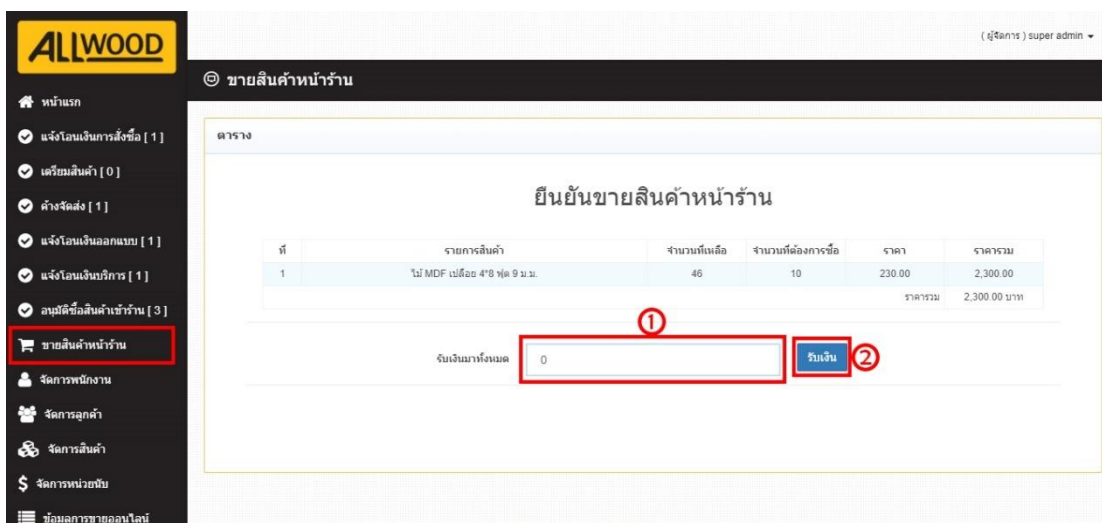 ALLWOOD
( ผู้จัดการ ) super admin
ขายสินค้าหน้าร้าน
หน้าแรก
แจ้งโอนเงินการสั่งซื้อ [ 1 ]
เตรียมสินค้า [ 0 ]
ค้างจัดส่ง [ 1 ]
แจ้งโอนเงินออกแบบ [ 1 ]
แจ้งโอนเงินบริการ [ 1 ]
อนุมัติซื้อสินค้าเข้าร้าน [ 3 ]
ขายสินค้าหน้าร้าน
จัดการพนักงาน
จัดการลูกค้า
จัดการสินค้า
จัดการหน่วยนับ
ข้อมูลการขายออนไลน์
ตาราง
ยืนยันขายสินค้าหน้าร้าน
ที่ รายการสินค้า จำนวนที่เหลือ จำนวนที่ต้องการซื้อ ราคา ราคารวม
1 ไม้ MDF เปลือย 4*8 ฟุต 9 ม.ม. 46 10 230.00 2,300.00
ราคารวม 2,300.00 บาท
1
รับเงินมาทั้งหมด 0 รับเงิน 2